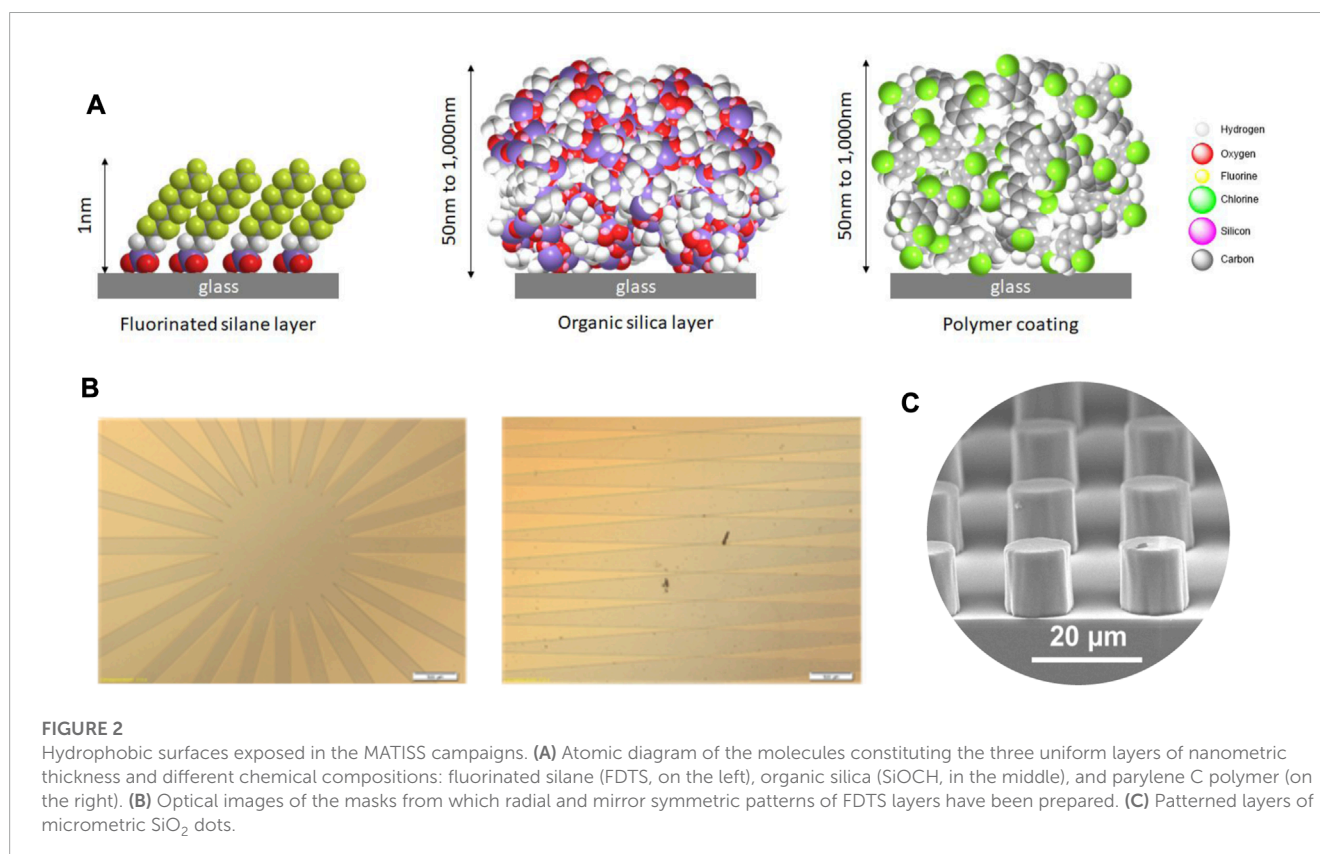 A
1nm
glass
Fluorinated silane layer
50nm to 1,000nm
glass
Organic silica layer
50nm to 1,000nm
glass
Polymer coating
Hydrogen
Oxygen
Fluorine
Chlorine
Silicon
Carbon
B
C
20 µm
FIGURE 2
Hydrophobic surfaces exposed in the MATISS campaigns. (A) Atomic diagram of the molecules constituting the three uniform layers of nanometric
thickness and different chemical compositions: fluorinated silane (FDTS, on the left), organic silica (SiOCH, in the middle), and parylene C polymer (on
the right). (B) Optical images of the masks from which radial and mirror symmetric patterns of FDTS layers have been prepared. (C) Patterned layers of
micrometric SiO₂ dots.